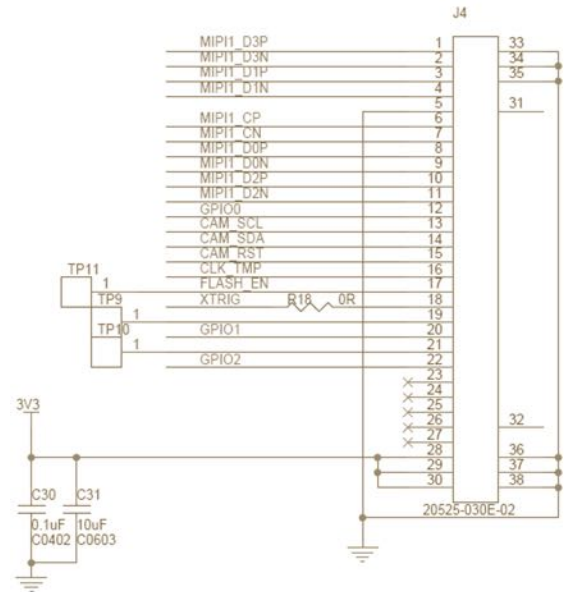 J4
MIPI1_D3P 1 33
MIPI1_D3N 2 34
MIPI1_D1P 3 35
MIPI1_D1N 4
5 31
MIPI1_CP 6
MIPI1_CN 7
MIPI1_D0P 8
MIPI1_D0N 9
MIPI1_D2P 10
MIPI1_D2N 11
GPIO0 12
CAM_SCL 13
CAM_SDA 14
CAM_RST 15
CLK_TMP 16
TP11 1 FLASH_EN 17
TP9 XTRIG R18 0R 18
1 19
TP10 GPIO1 20
1 21
GPIO2 22
23
24
25
26 32
27
3V3 28 36
29 37
30 38
20525-030E-02
C30 C31
0.1uF 10uF
C0402 C0603